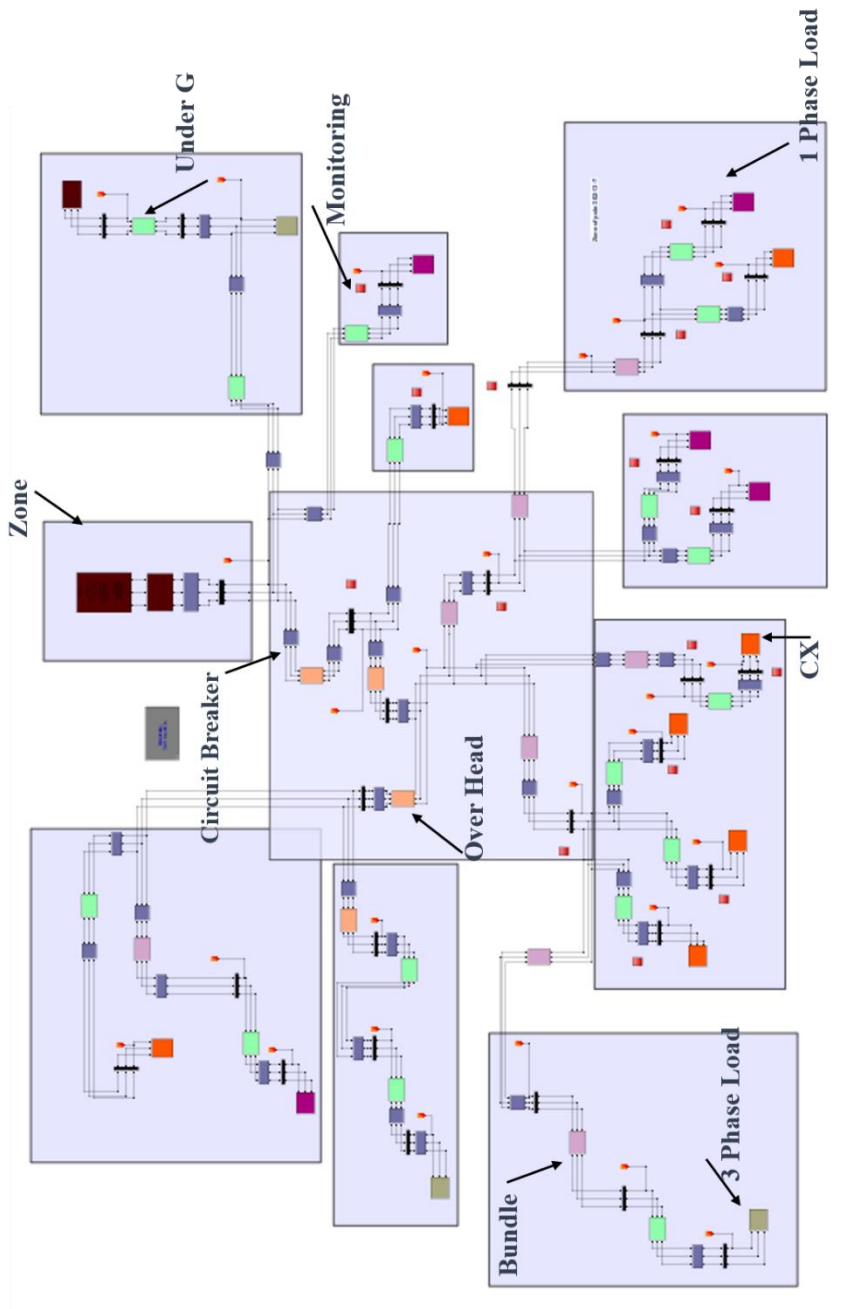 Under G
Monitoring
1 Phase Load
Zone
Circuit Breaker
Over Head
CX
Bundle
3 Phase Load